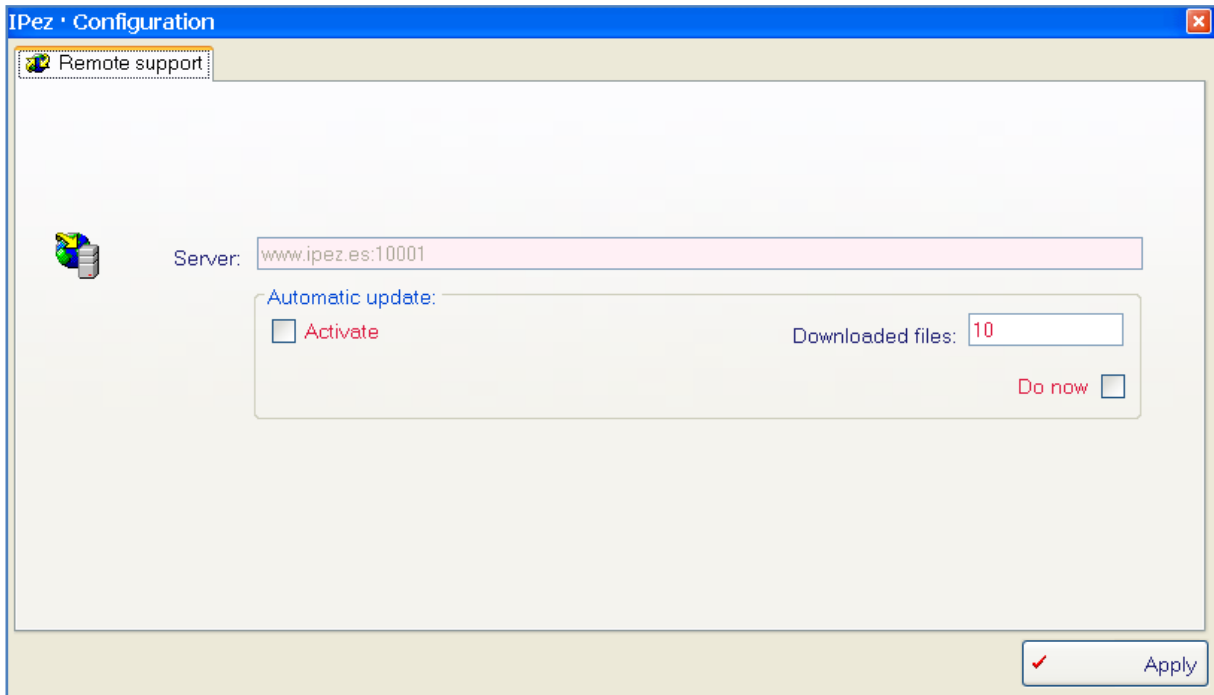 IPez · Configuration
Remote support
Server: www.ipez.es:10001
Automatic update:
Activate Downloaded files: 10
Do now
Apply